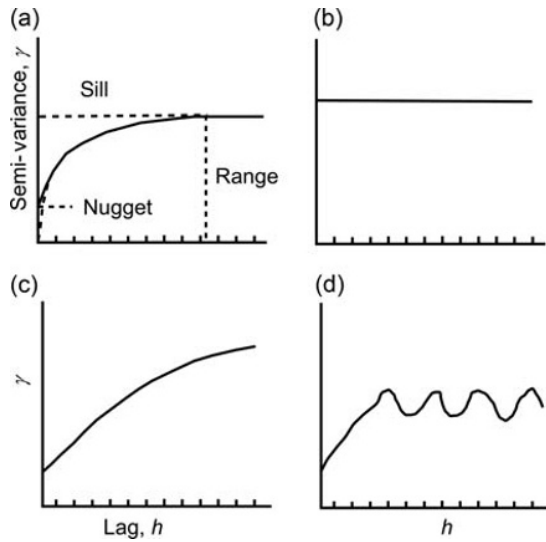 (a)
Semi-variance, γ
Sill
Range
Nugget
(b)
(c)
γ
Lag, h
(d)
h